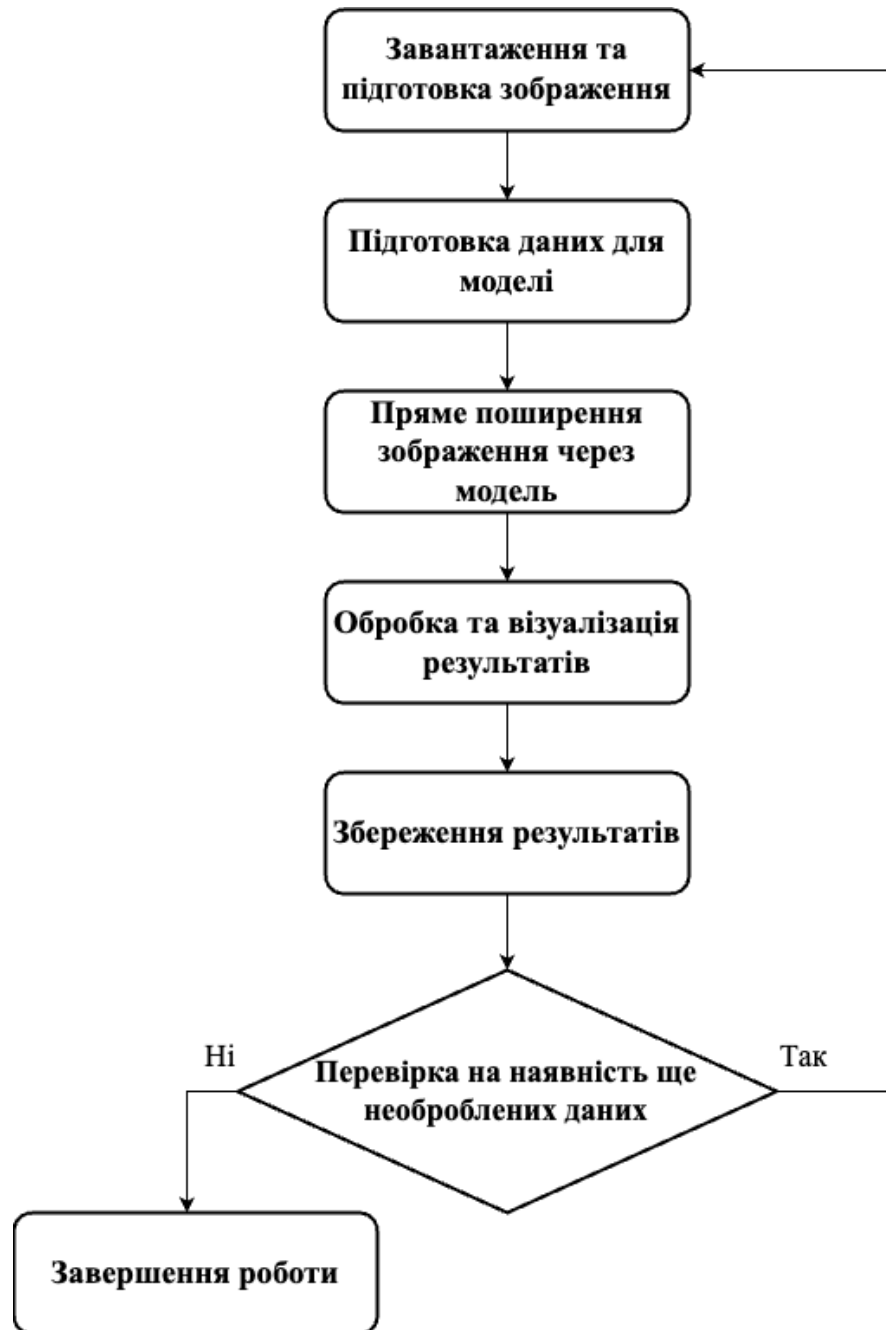 Завантаження та
підготовка зображення
Підготовка даних для
моделі
Пряме поширення
зображення через
модель
Обробка та візуалізація
результатів
Збереження результатів
Ні
Перевірка на наявність ще
необроблених даних
Так
Завершення роботи